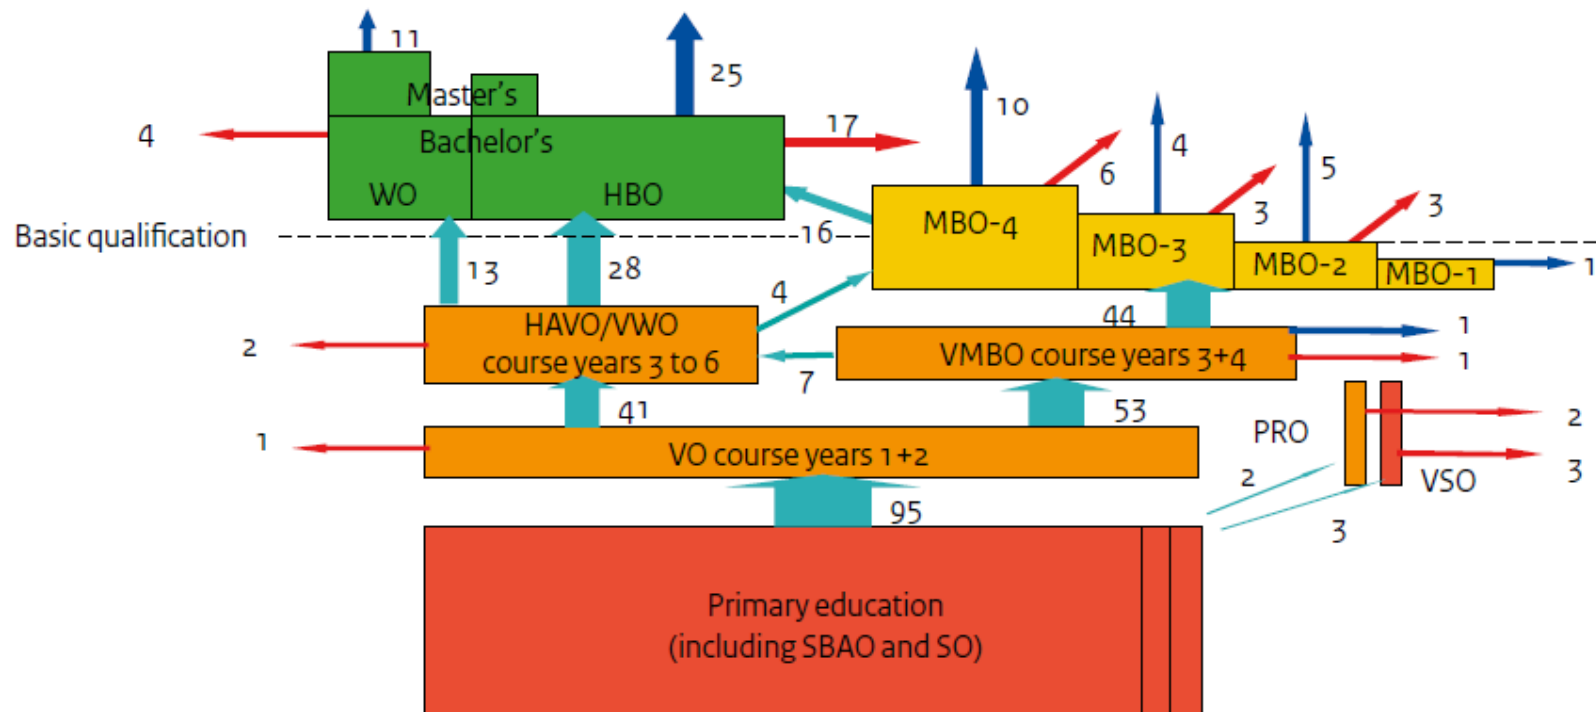 11
25
Master's
10
4
17
4
Bachelor's
6
5
WO
HBO
3
3
MBO-4
Basic qualification
16
MBO-3
MBO-2
MBO-1
1
13
28
4
44
HAVO/VWO
course years 3 to 6
2
7
VMBO course years 3+4
1
1
41
53
1
VO course years 1+2
PRO
2
VSO
3
2
95
3
Primary education
(including SBAO and SO)